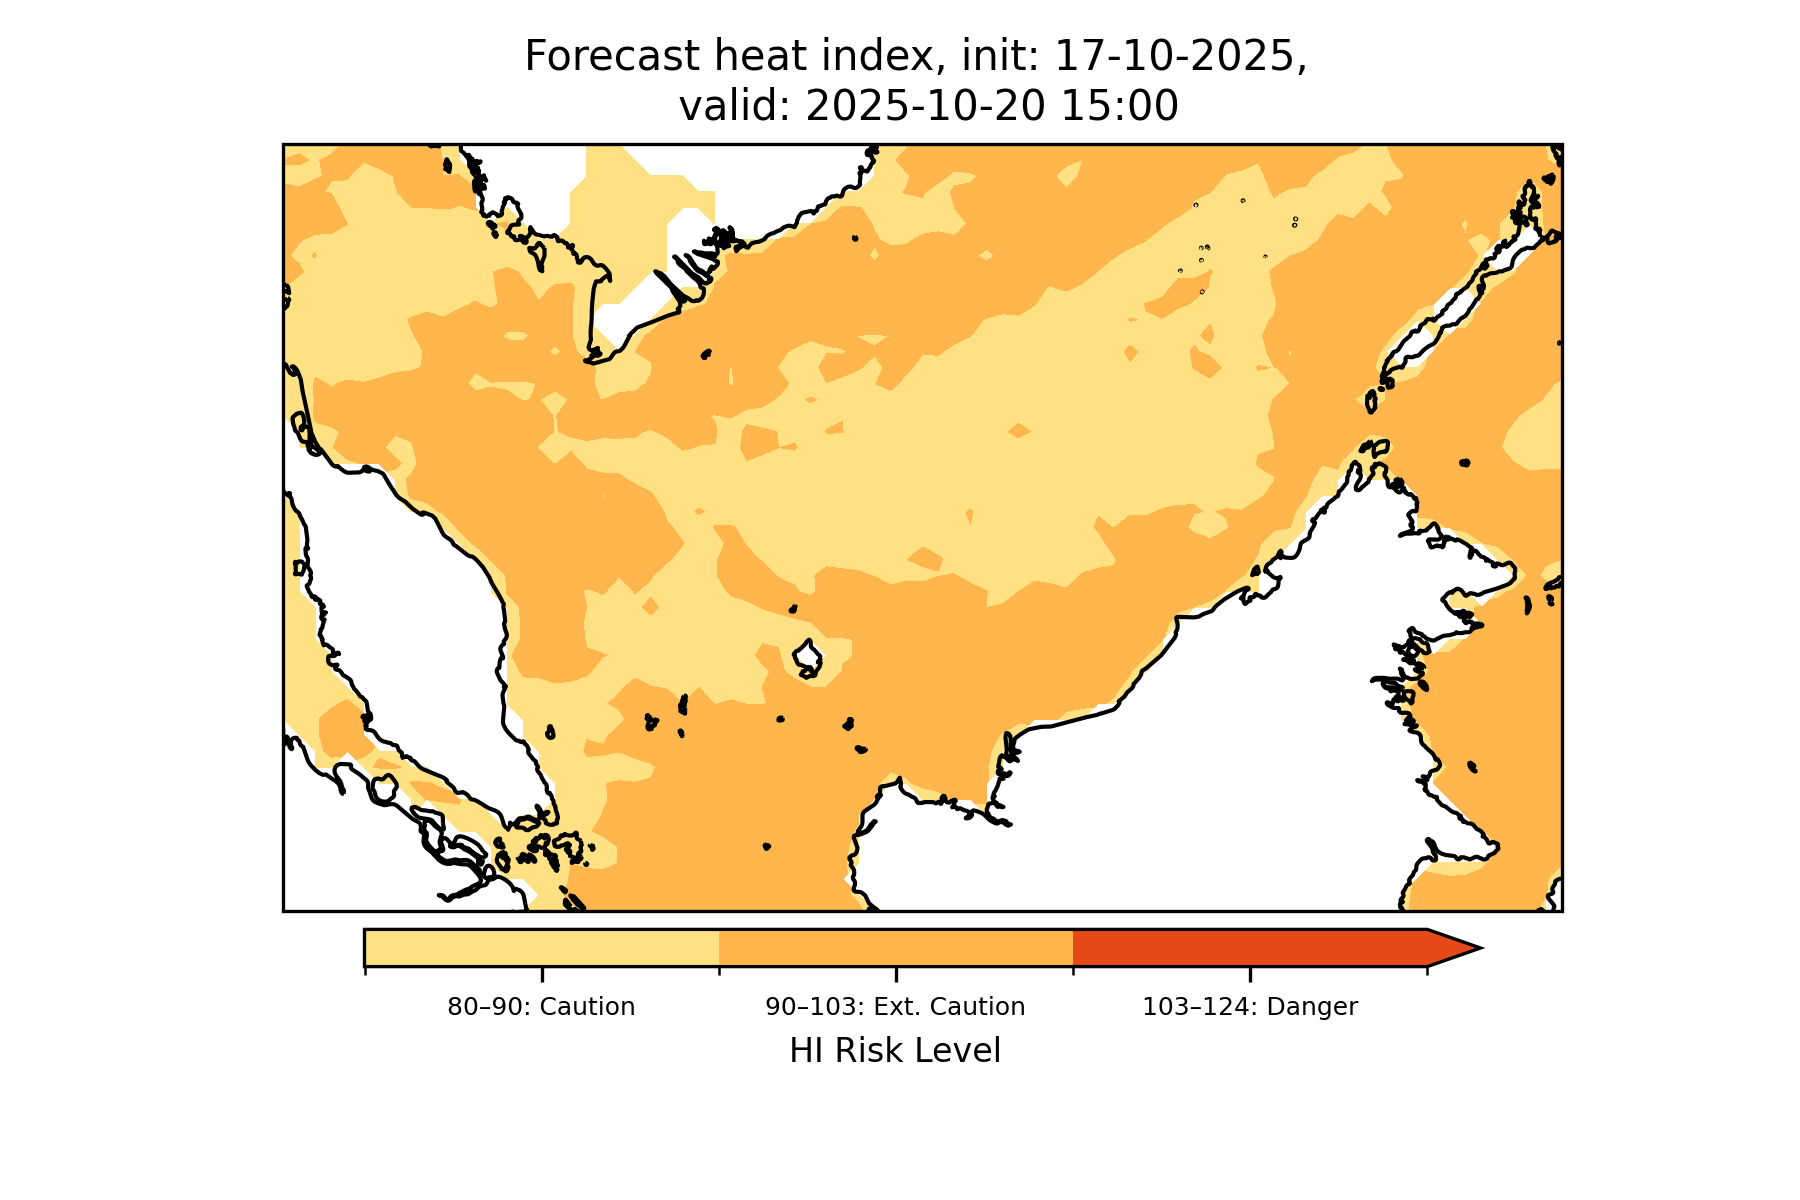 Forecast heat index, init: 17-10-2025,
valid: 2025-10-20 15:00
80–90: Caution
90–103: Ext. Caution
103–124: Danger
HI Risk Level